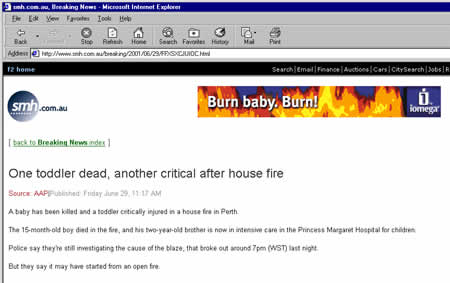 smh.com.au, Breaking News - Microsoft Internet Explorer
File Edit View Favorites Tools Help
Back Forward Stop Refresh Home Search Favorites History Mail Print
Address http://www.smh.com.au/breaking/2001/06/29/FFXSXCJUIOC.html
f2 home Search | Email | Finance | Auctions | Cars | CitySearch | Jobs | R
smh.com.au
Burn baby. Burn! iomega
[ back to Breaking News index ]
One toddler dead, another critical after house fire
Source: AAP|Published: Friday June 29, 11:17 AM
A baby has been killed and a toddler critically injured in a house fire in Perth.
The 15-month-old boy died in the fire, and his two-year-old brother is now in intensive care in the Princess Margaret Hospital for children.
Police say they're still investigating the cause of the blaze, that broke out around 7pm (WST) last night.
But they say it may have started from an open fire.